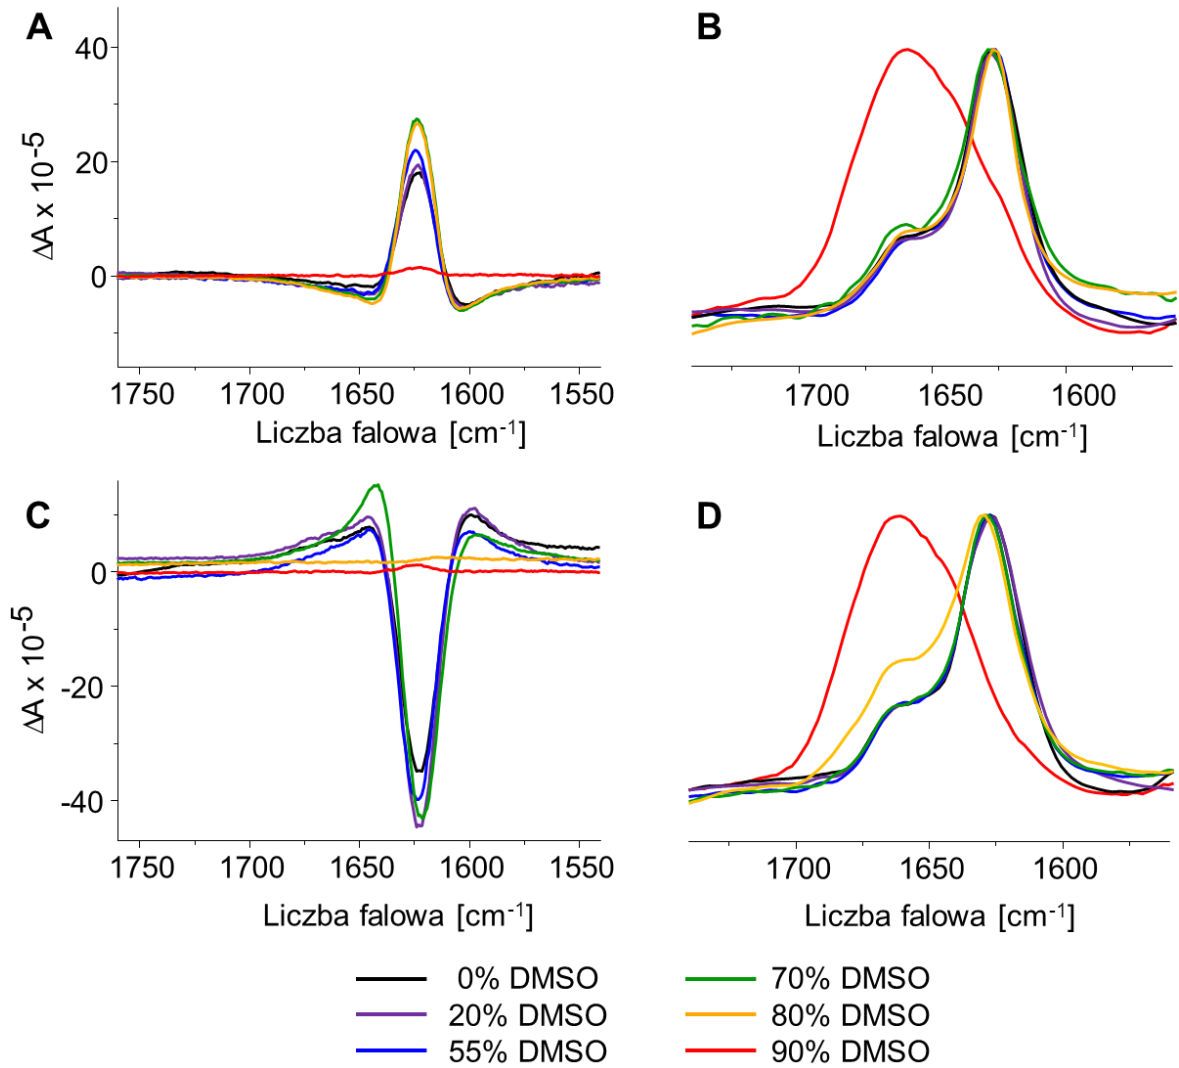 A
40
20
0
ΔA x 10-5
1750 1650 1600 1550
Liczba falowa [cm-1]
B
1700 1650 1600
Liczba falowa [cm-1]
C
0
-20
-40
ΔA x 10-5
1750 1700 1650 1600 1550
Liczba falowa [cm-1]
D
1700 1650 1600
Liczba falowa [cm-1]
0% DMSO
20% DMSO
55% DMSO
70% DMSO
80% DMSO
90% DMSO